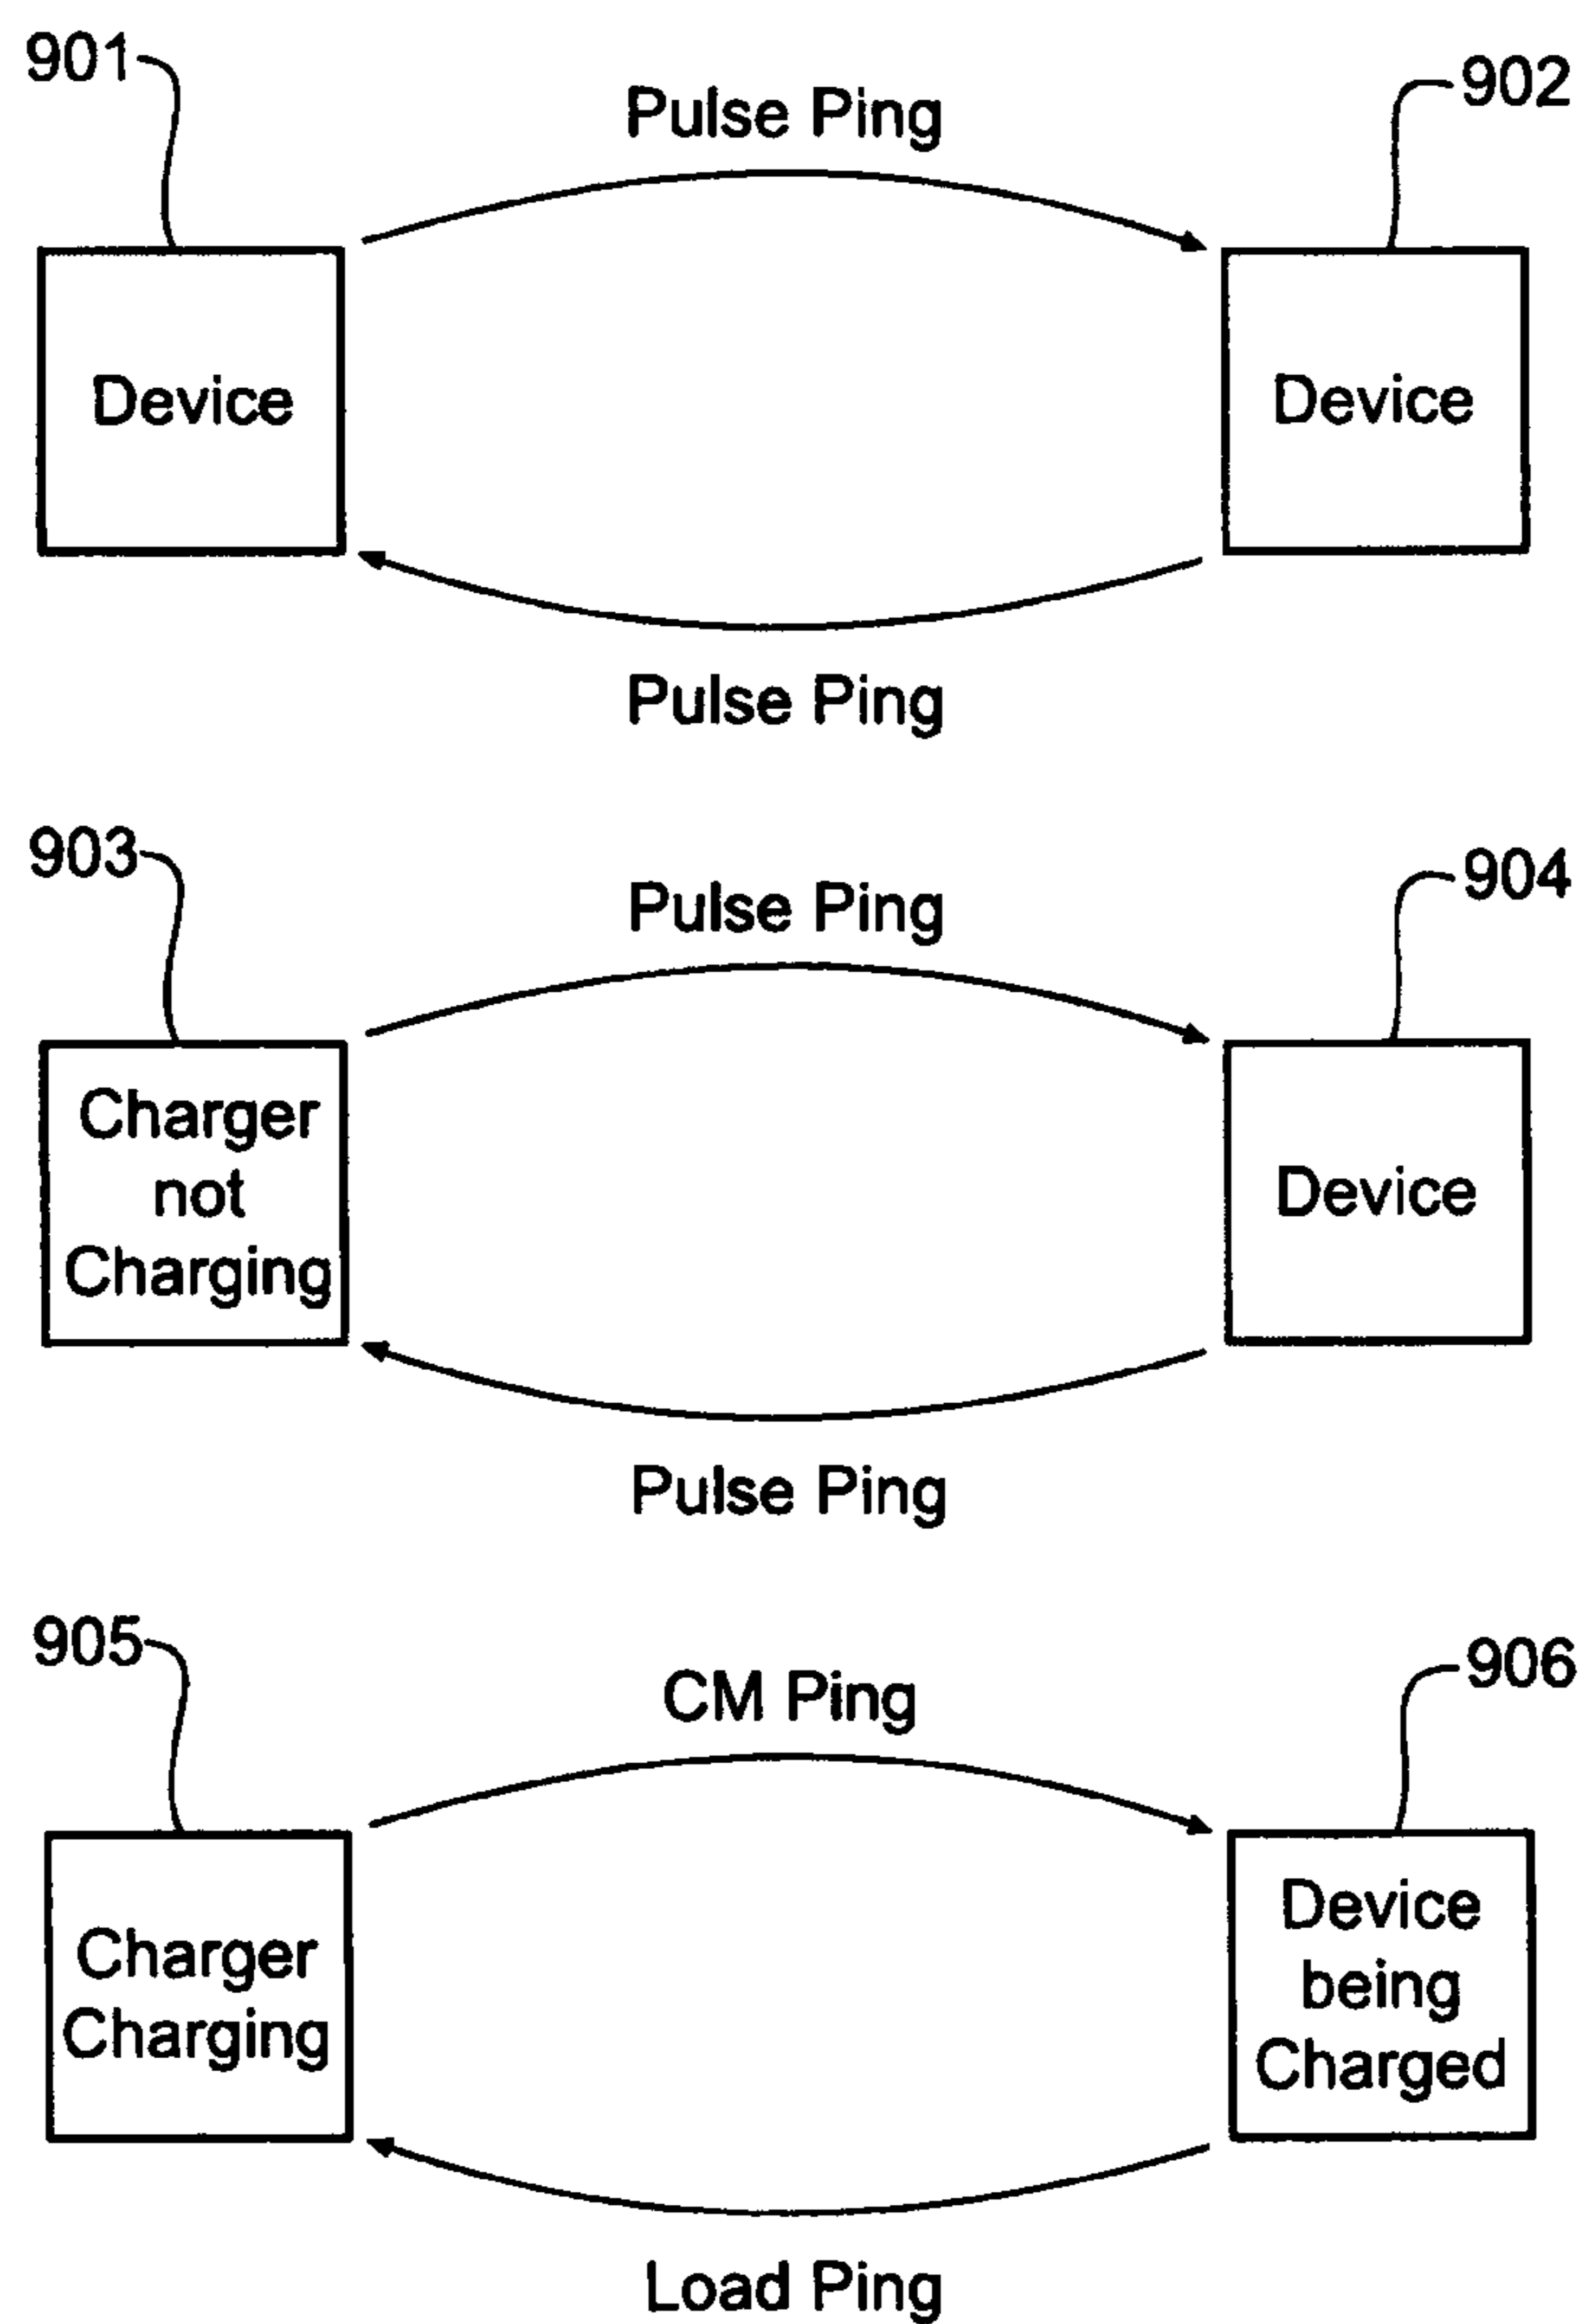 901
Pulse Ping
902
Device
Device
Pulse Ping
903
Pulse Ping
904
Charger
not
Charging
Device
Pulse Ping
905
CM Ping
906
Charger
Charging
Device
being
Charged
Load Ping